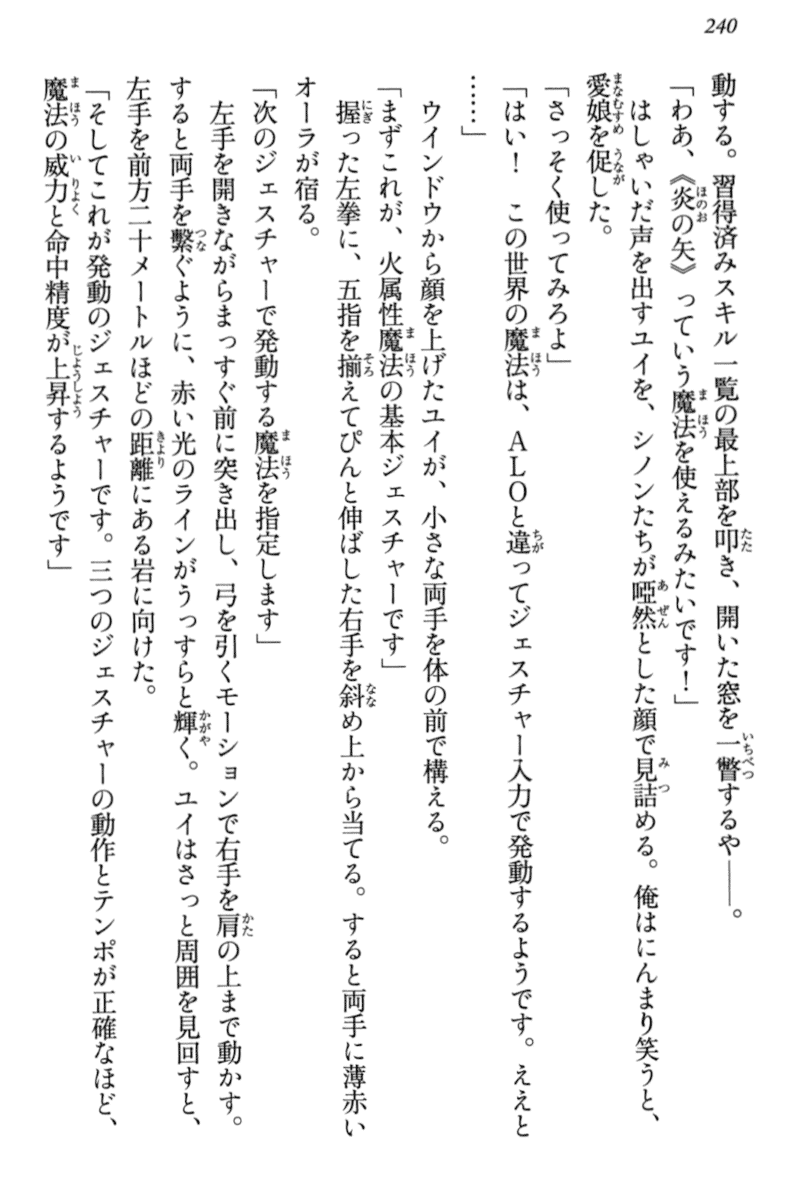 240
動する。習得済みスキル一覧の最上部を叩き、開いた窓を一瞥するや――。
「わあ、《炎の矢》っていう魔法を使えるみたいです！」
はしゃいだ声を出すユイを、シノンたちが啞然とした顔で見詰める。俺はにんまり笑うと、
愛娘を促した。
「さっそく使ってみろよ」
「はい！　この世界の魔法は、ＡＬＯと違ってジェスチャー入力で発動するようです。ええと
……」
ウインドウから顔を上げたユイが、小さな両手を体の前で構える。
「まずこれが、火属性魔法の基本ジェスチャーです」
握った左拳に、五指を揃えてぴんと伸ばした右手を斜め上から当てる。すると両手に薄赤い
オーラが宿る。
「次のジェスチャーで発動する魔法を指定します」
左手を開きながらまっすぐ前に突き出し、弓を引くモーションで右手を肩の上まで動かす。
すると両手を繫ぐように、赤い光のラインがうっすらと輝く。ユイはさっと周囲を見回すと、
左手を前方二十メートルほどの距離にある岩に向けた。
「そしてこれが発動のジェスチャーです。三つのジェスチャーの動作とテンポが正確なほど、
魔法の威力と命中精度が上昇するようです」